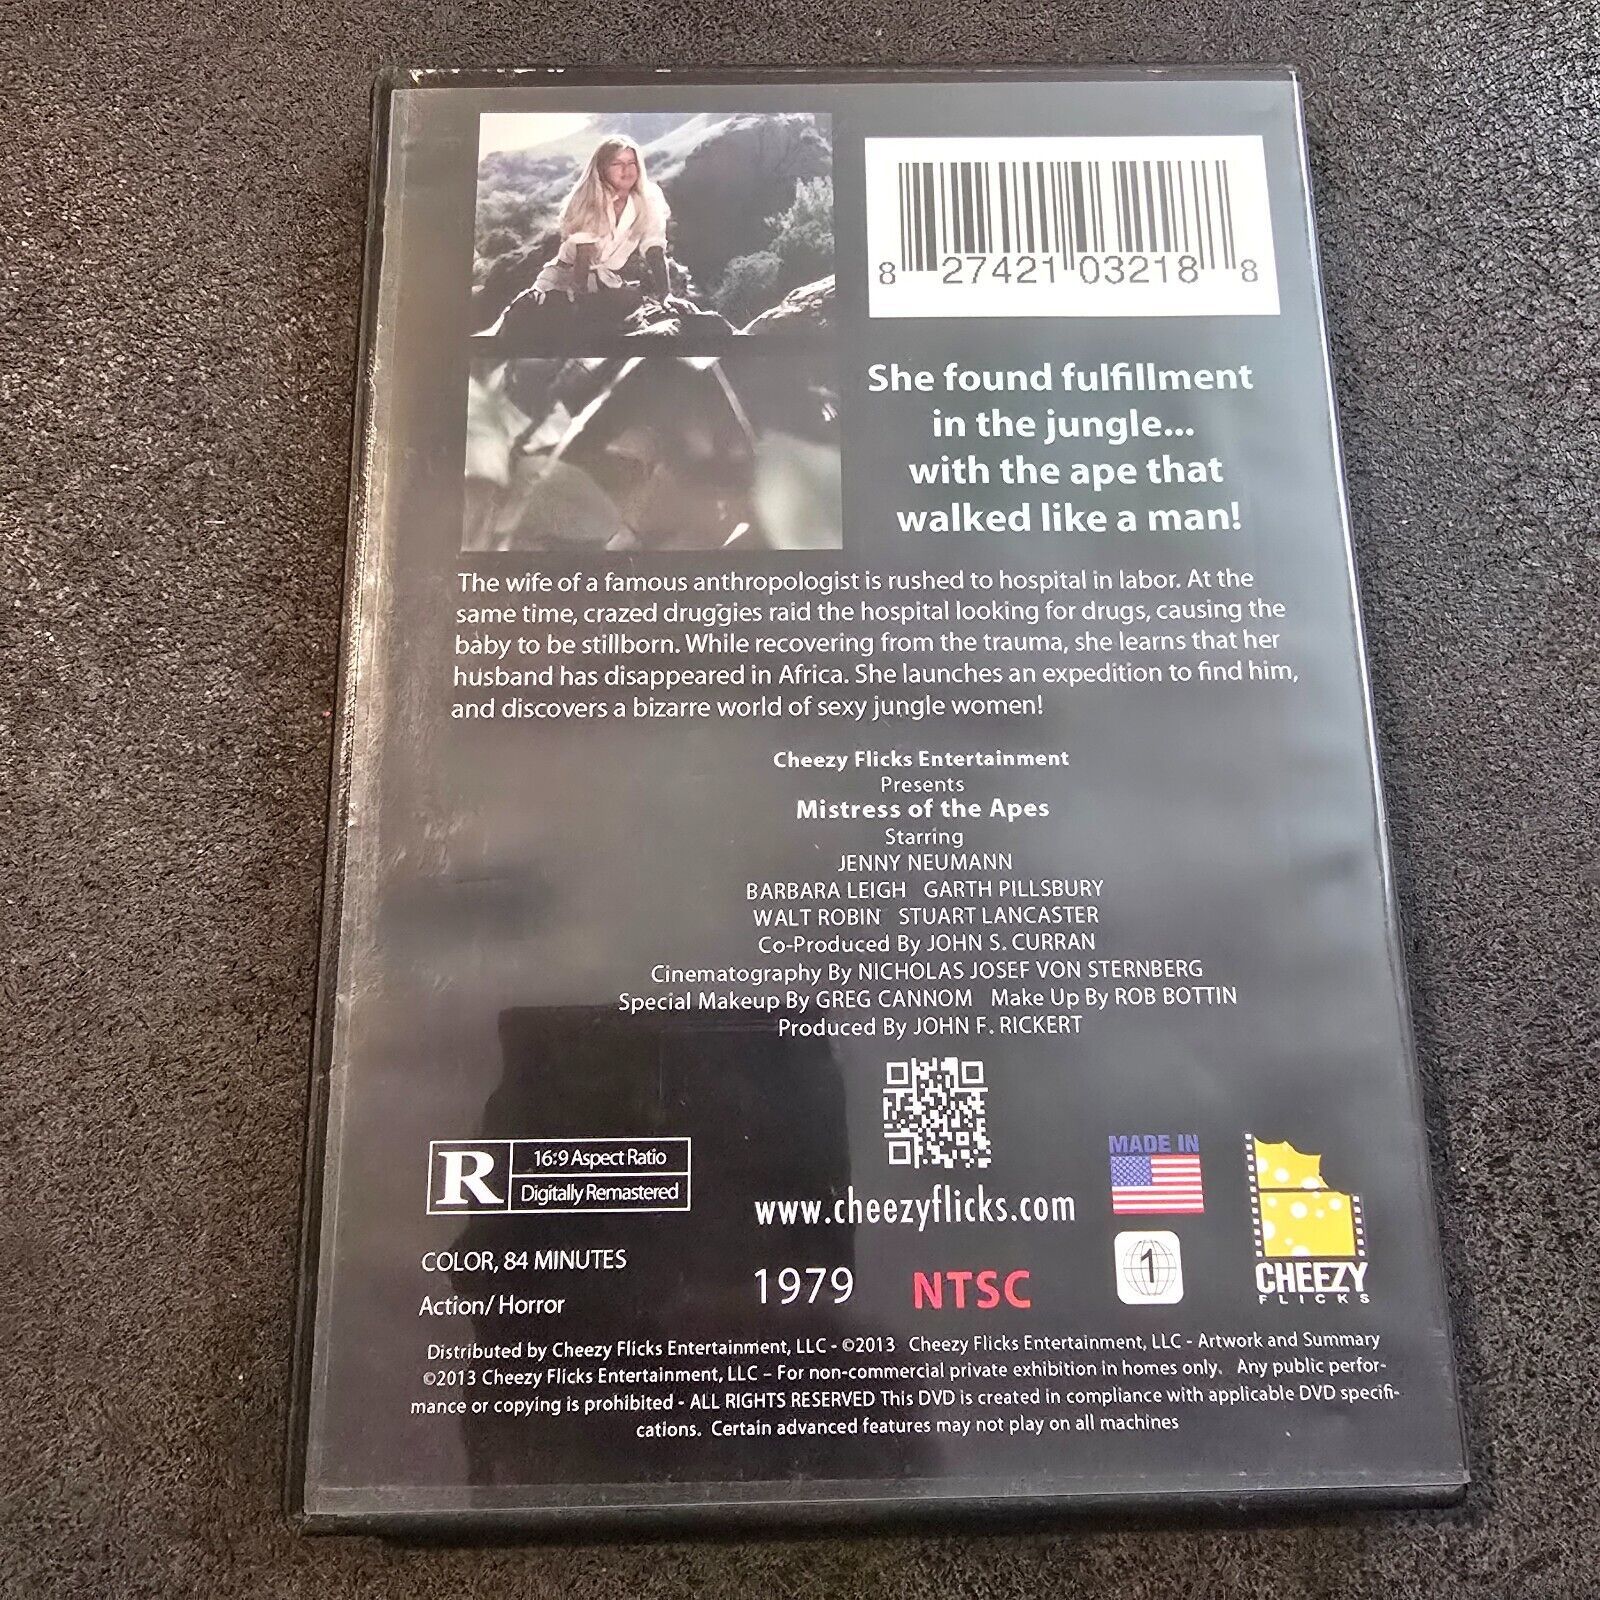 8 27421 03218 8
She found fulfillment
in the jungle...
with the ape that
walked like a man!
The wife of a famous anthropologist is rushed to hospital in labor. At the
same time, crazed druggies raid the hospital looking for drugs, causing the
baby to be stillborn. While recovering from the trauma, she learns that her
husband has disappeared in Africa. She launches an expedition to find him,
and discovers a bizarre world of sexy jungle women!
Cheezy Flicks Entertainment
Presents
Mistress of the Apes
Starring
JENNY NEUMANN
BARBARA LEIGH GARTH PILLSBURY
WALT ROBIN STUART LANCASTER
Co-Produced By JOHN S. CURRAN
Cinematography By NICHOLAS JOSEF VON STERNBERG
Special Makeup By GREG CANNOM Make Up By ROB BOTTIN
Produced By JOHN F. RICKERT
R
16:9 Aspect Ratio
Digitally Remastered
www.cheezyflicks.com
MADE IN
1
CHEEZY
FLICKS
COLOR, 84 MINUTES
Action/ Horror
1979 NTSC
Distributed by Cheezy Flicks Entertainment, LLC - ©2013 Cheezy Flicks Entertainment, LLC - Artwork and Summary
©2013 Cheezy Flicks Entertainment, LLC – For non-commercial private exhibition in homes only. Any public perfor-
mance or copying is prohibited - ALL RIGHTS RESERVED This DVD is created in compliance with applicable DVD specifi-
cations. Certain advanced features may not play on all machines